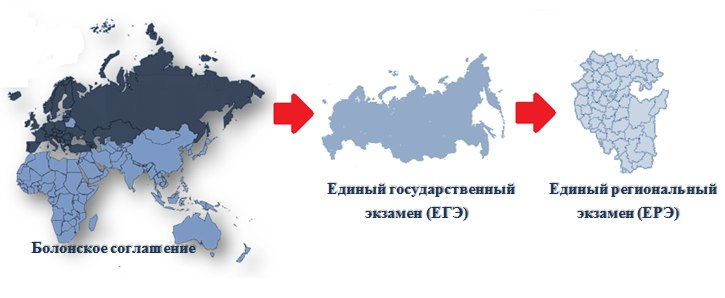 Болонское соглашение
Единый государственный
экзамен (ЕГЭ)
Единый региональный
экзамен (ЕРЭ)